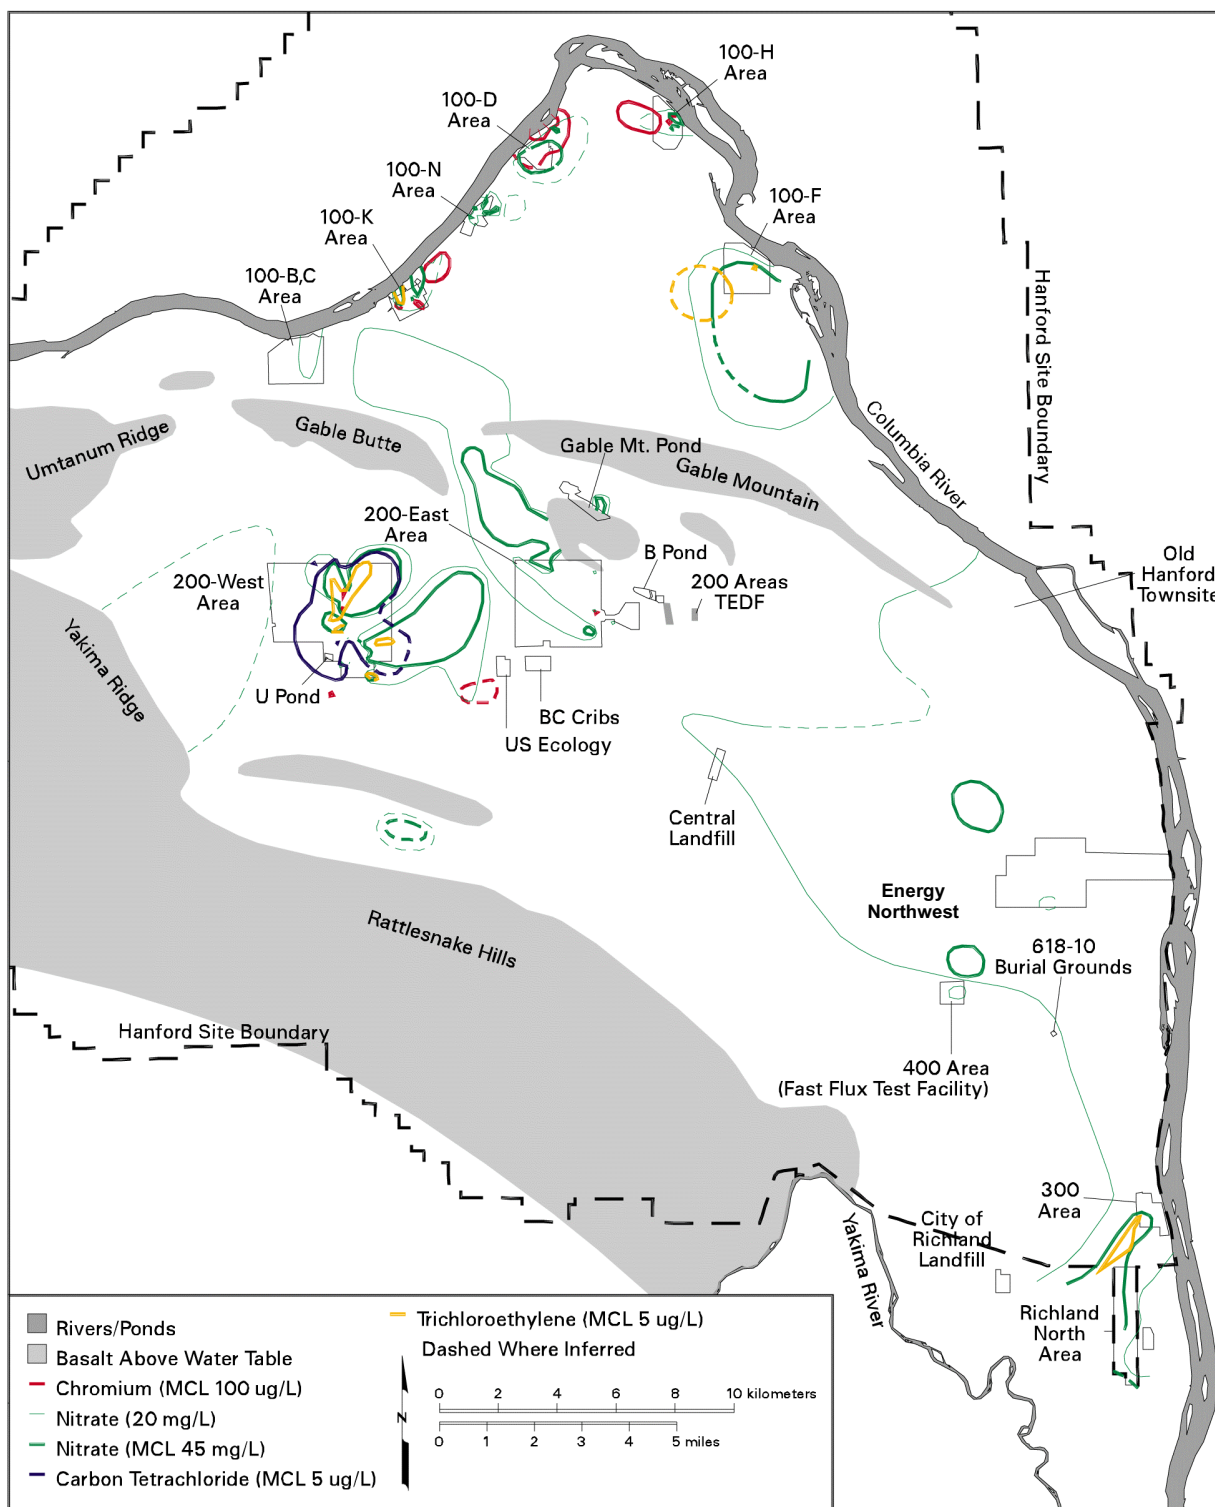 100-H
Area
100-D
Area
100-N
Area
100-F
Area
100-K
Area
100-B,C
Area
Hanford Site Boundary
Columbia River
Umtanum Ridge
Gable Butte
Gable Mt. Pond
Gable Mountain
200-East
Area
B Pond
200 Areas
TEDF
Old
Hanford
Townsite
200-West
Area
Yakima Ridge
U Pond
BC Cribs
US Ecology
Central
Landfill
Energy
Northwest
Rattlesnake Hills
618-10
Burial Grounds
Hanford Site Boundary
400 Area
(Fast Flux Test Facility)
300
Area
City of
Richland
Landfill
Yakima River
Richland
North
Area
Rivers/Ponds
Basalt Above Water Table
Chromium (MCL 100 ug/L)
Nitrate (20 mg/L)
Nitrate (MCL 45 mg/L)
Carbon Tetrachloride (MCL 5 ug/L)
Trichloroethylene (MCL 5 ug/L)
Dashed Where Inferred
N
0 2 4 6 8 10 kilometers
0 1 2 3 4 5 miles